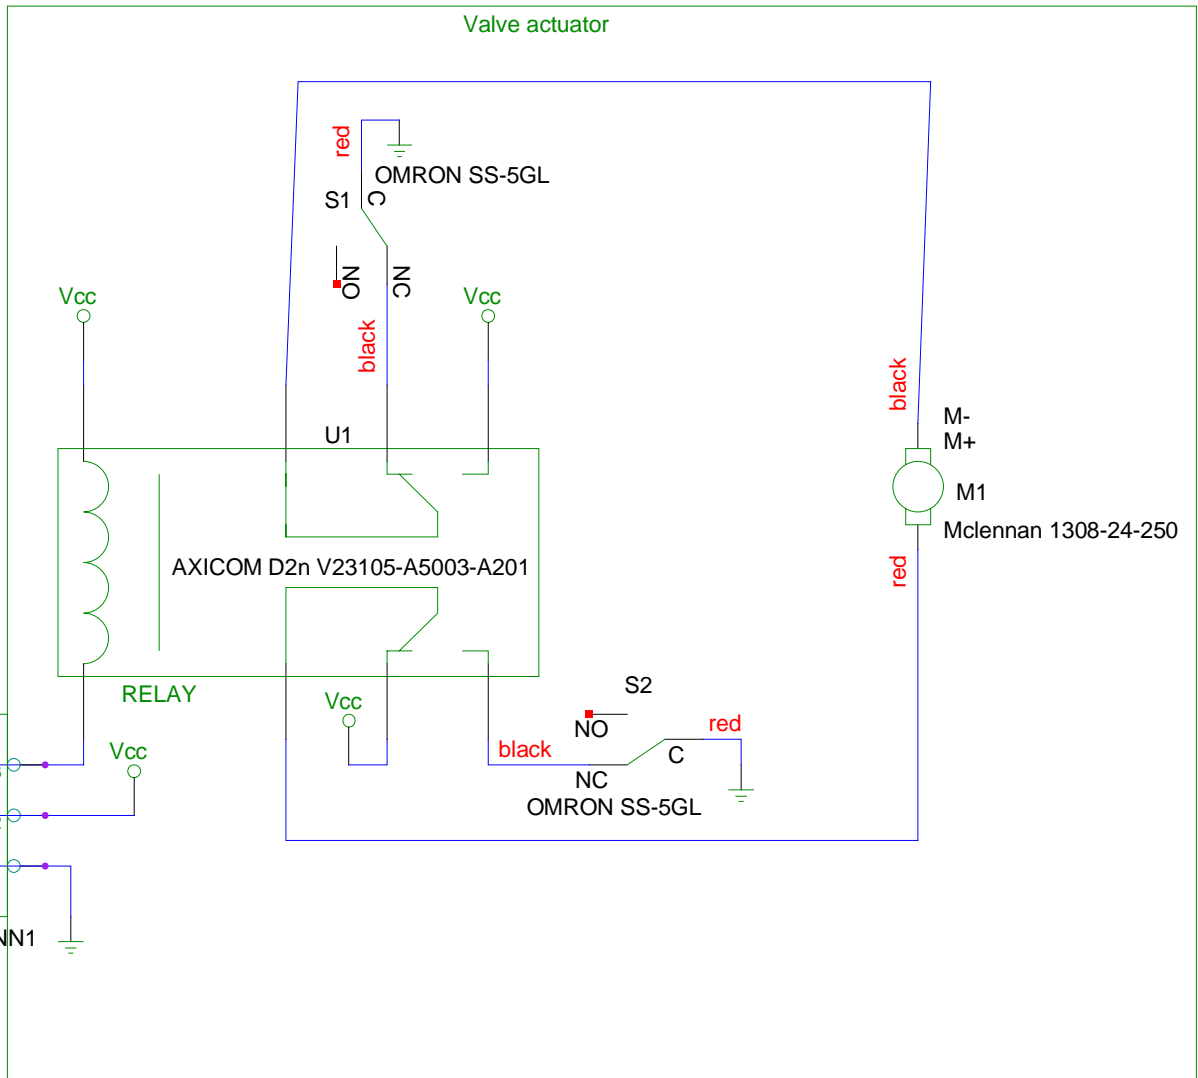 Valve actuator
red
OMRON SS-5GL
S1
C
NO
NC
Vcc
Vcc
black
black
U1
M-
M+
M1
Mclennan 1308-24-250
AXICOM D2n V23105-A5003-A201
red
RELAY
Vcc
S2
NO
red
black
C
Vcc
NC
OMRON SS-5GL
NN1